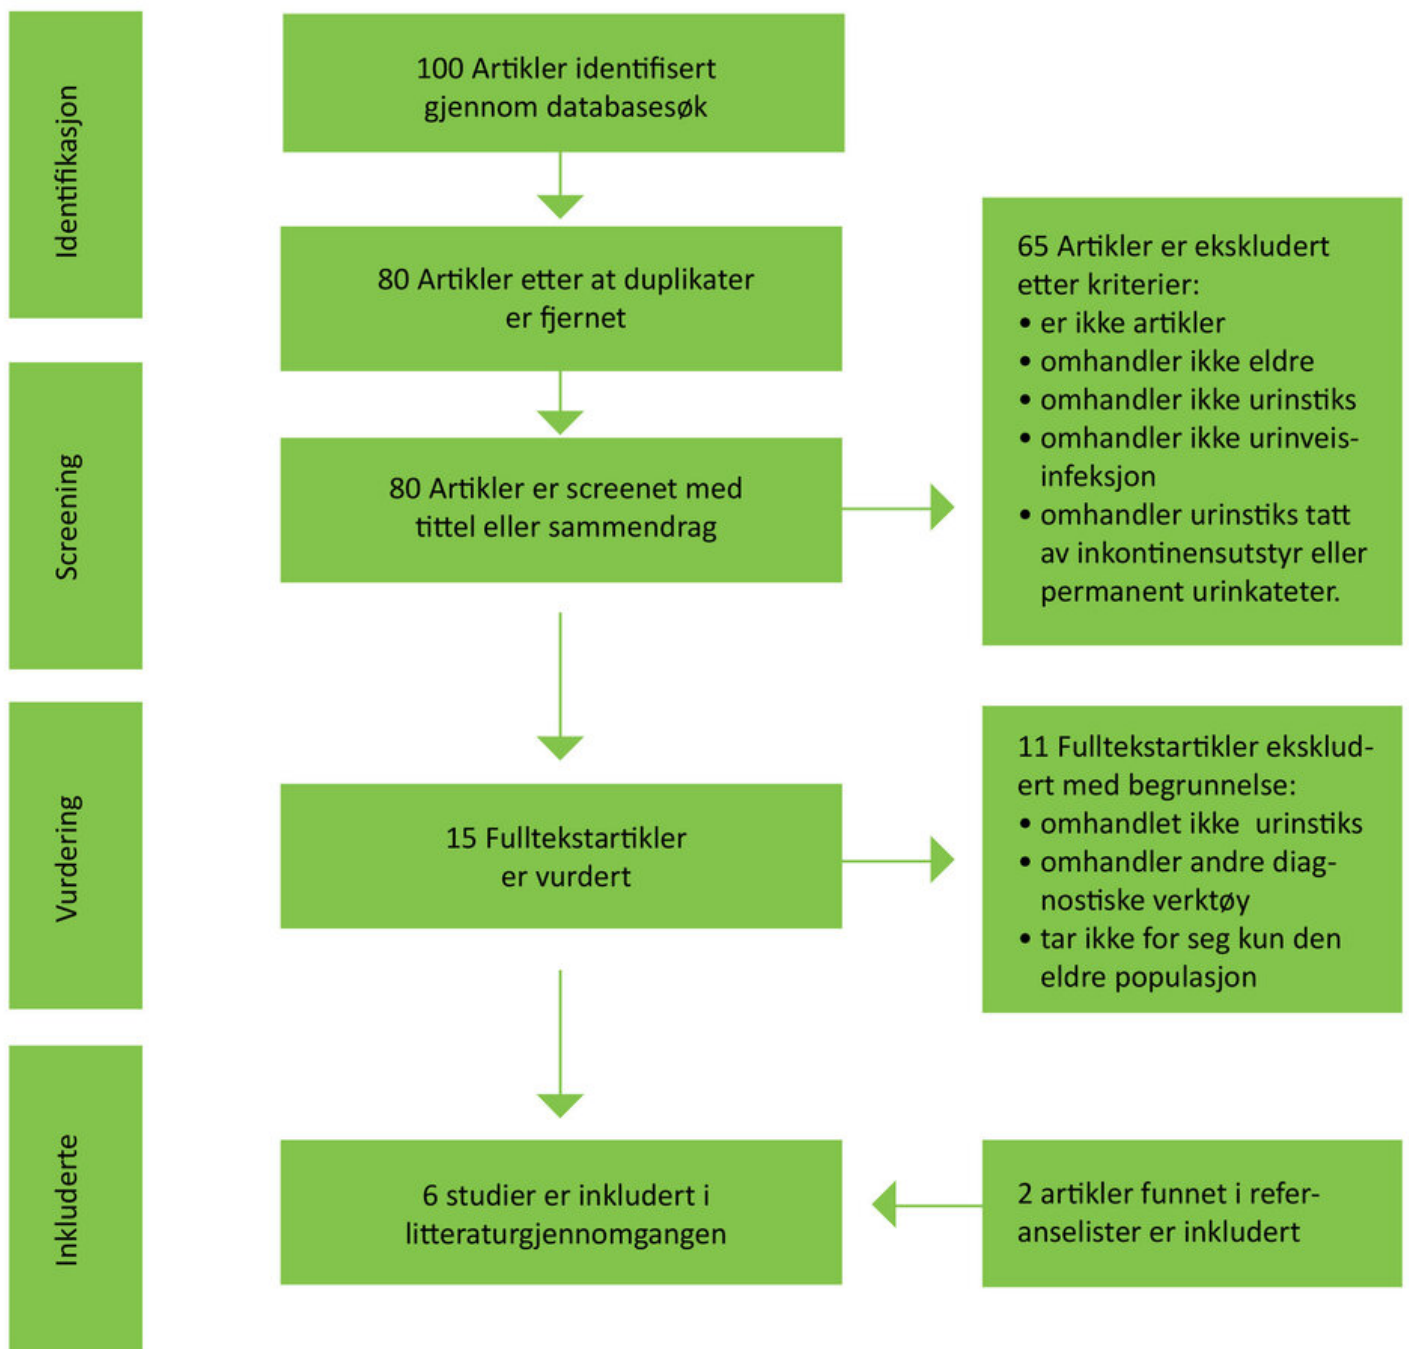 Identifikasjon
100 Artikler identifisert
gjennom databasesøk
80 Artikler etter at duplikater
er fjernet
Screening
80 Artikler er screenet med
tittel eller sammendrag
65 Artikler er ekskludert
etter kriterier:
• er ikke artikler
• omhandler ikke eldre
• omhandler ikke urinstiks
• omhandler ikke urinveis-
infeksjon
• omhandler urinstiks tatt
av inkontinensutstyr eller
permanent urinkateter.
Vurdering
15 Fulltekstartikler
er vurdert
11 Fulltekstartikler eksklud-
ert med begrunnelse:
• omhandlet ikke  urinstiks
• omhandler andre diag-
nostiske verktøy
• tar ikke for seg kun den
eldre populasjon
Inkluderte
6 studier er inkludert i
litteraturgjennomgangen
2 artikler funnet i refer-
anselister er inkludert